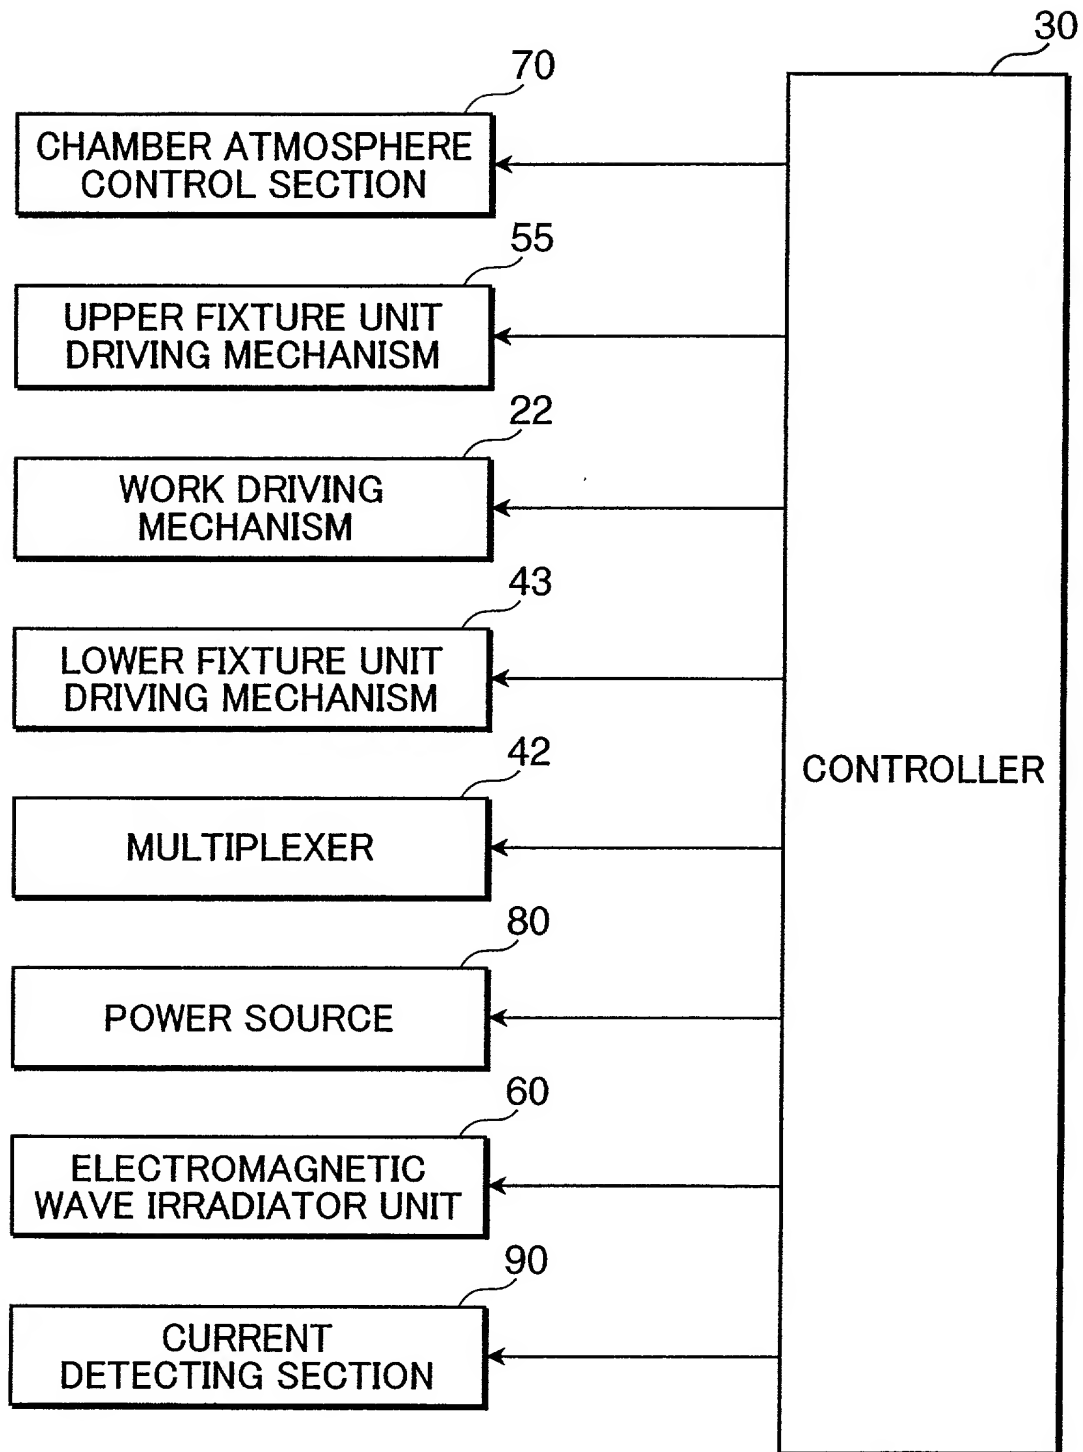 30
70
CHAMBER ATMOSPHERE
CONTROL SECTION
55
UPPER FIXTURE UNIT
DRIVING MECHANISM
22
WORK DRIVING
MECHANISM
43
LOWER FIXTURE UNIT
DRIVING MECHANISM
CONTROLLER
42
MULTIPLEXER
80
POWER SOURCE
60
ELECTROMAGNETIC
WAVE IRRADIATOR UNIT
90
CURRENT
DETECTING SECTION